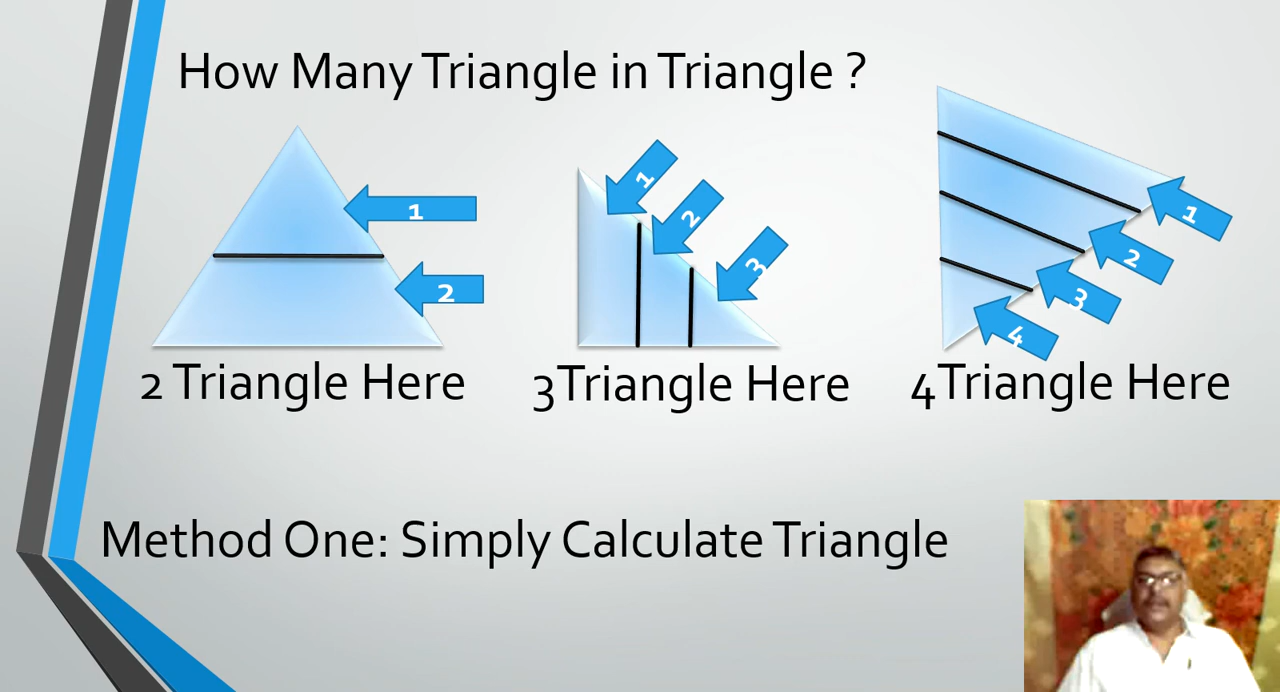 How Many Triangle in Triangle ?
1
2
1
2
3
1
2
3
4
2 Triangle Here
3Triangle Here
4Triangle Here
Method One: Simply Calculate Triangle